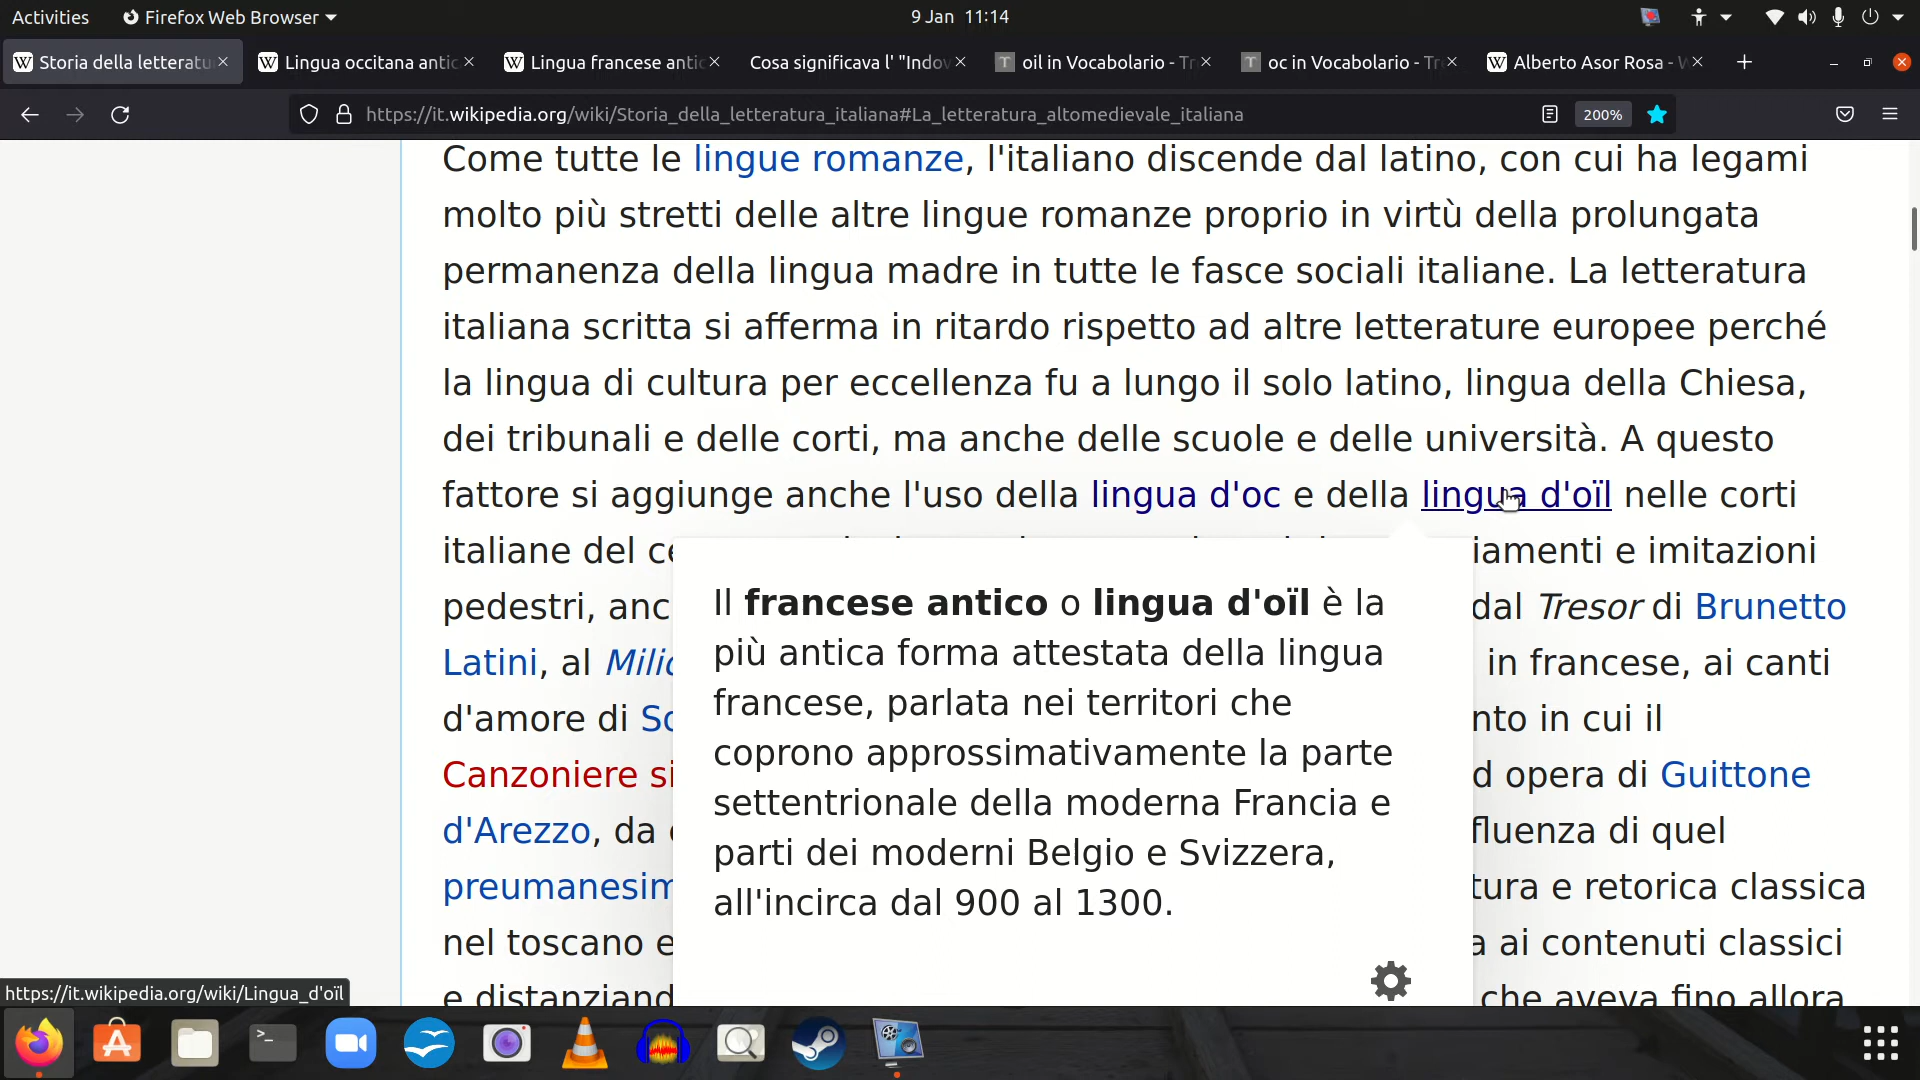 Activities Firefox Web Browser 9 Jan 11:14
Storia della letteratu Lingua occitana antic Lingua francese antic Cosa significava l' "Indov oil in Vocabolario - Tr oc in Vocabolario - Tr Alberto Asor Rosa - W
https://it.wikipedia.org/wiki/Storia_della_letteratura_italiana#La_letteratura_altomedievale_italiana 200%
Come tutte le lingue romanze, l'italiano discende dal latino, con cui ha legami
molto più stretti delle altre lingue romanze proprio in virtù della prolungata
permanenza della lingua madre in tutte le fasce sociali italiane. La letteratura
italiana scritta si afferma in ritardo rispetto ad altre letterature europee perché
la lingua di cultura per eccellenza fu a lungo il solo latino, lingua della Chiesa,
dei tribunali e delle corti, ma anche delle scuole e delle università. A questo
fattore si aggiunge anche l'uso della lingua d'oc e della lingua d'oïl nelle corti
italiane del ce iamenti e imitazioni
pedestri, anc dal Tresor di Brunetto
Latini, al Milio in francese, ai canti
d'amore di So nto in cui il
Canzoniere si d opera di Guittone
d'Arezzo, da fluenza di quel
preumanesim tura e retorica classica
nel toscano e a ai contenuti classici
e distanziand che aveva fino allora
Il francese antico o lingua d'oïl è la
più antica forma attestata della lingua
francese, parlata nei territori che
coprono approssimativamente la parte
settentrionale della moderna Francia e
parti dei moderni Belgio e Svizzera,
all'incirca dal 900 al 1300.
https://it.wikipedia.org/wiki/Lingua_d'oïl